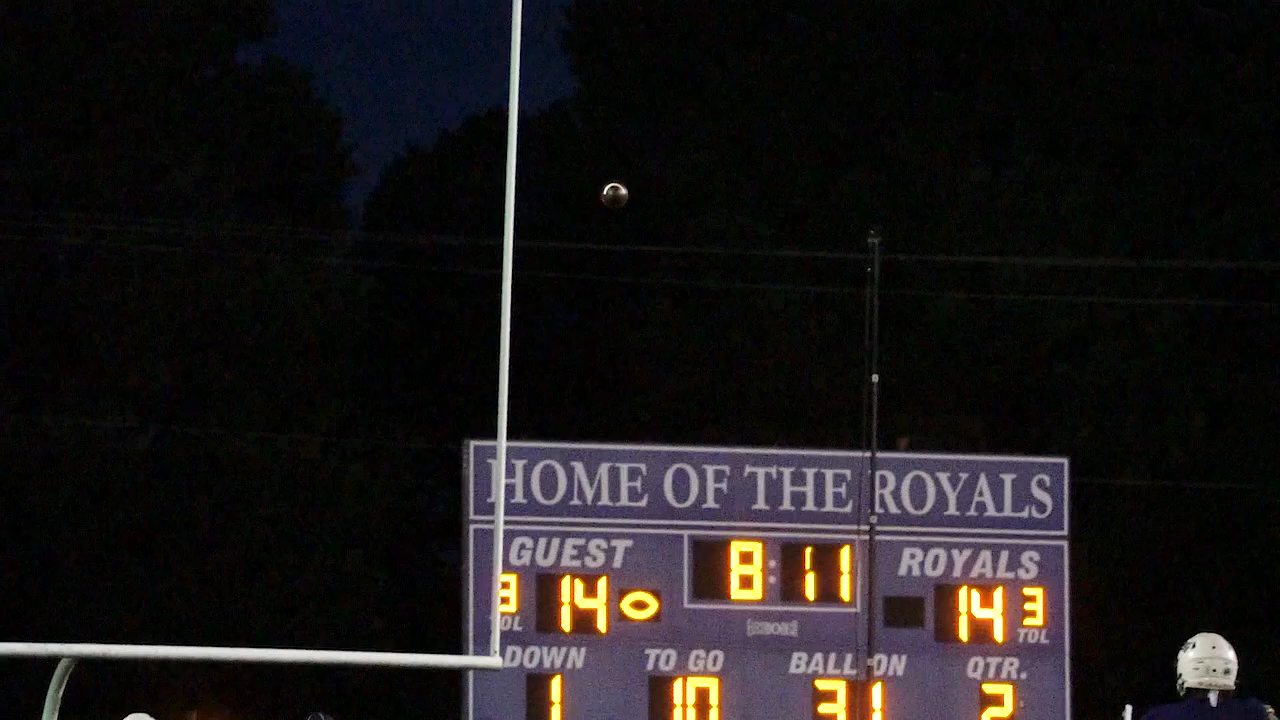 HOME OF THE ROYALS
GUEST 8:11 ROYALS
3 14 14 3
TOL TOL
DOWN TO GO BALL ON QTR.
1 10 31 2